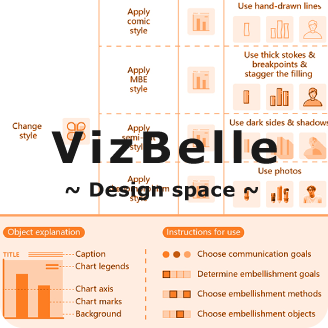 Apply
comic
style
Use hand-drawn lines
Apply
MBE
style
Use thick stokes &
breakpoints &
stagger the filling
Change
style
Apply
style
Use dark sides & shadows
VizBelle
Apply
style
Use photos
~ Design space ~
Object explanation
Instructions for use
TITLE
Caption
Chart legends
Chart axis
Chart marks
Background
Choose communication goals
Determine embellishment goals
Choose embellishment methods
Choose embellishment objects